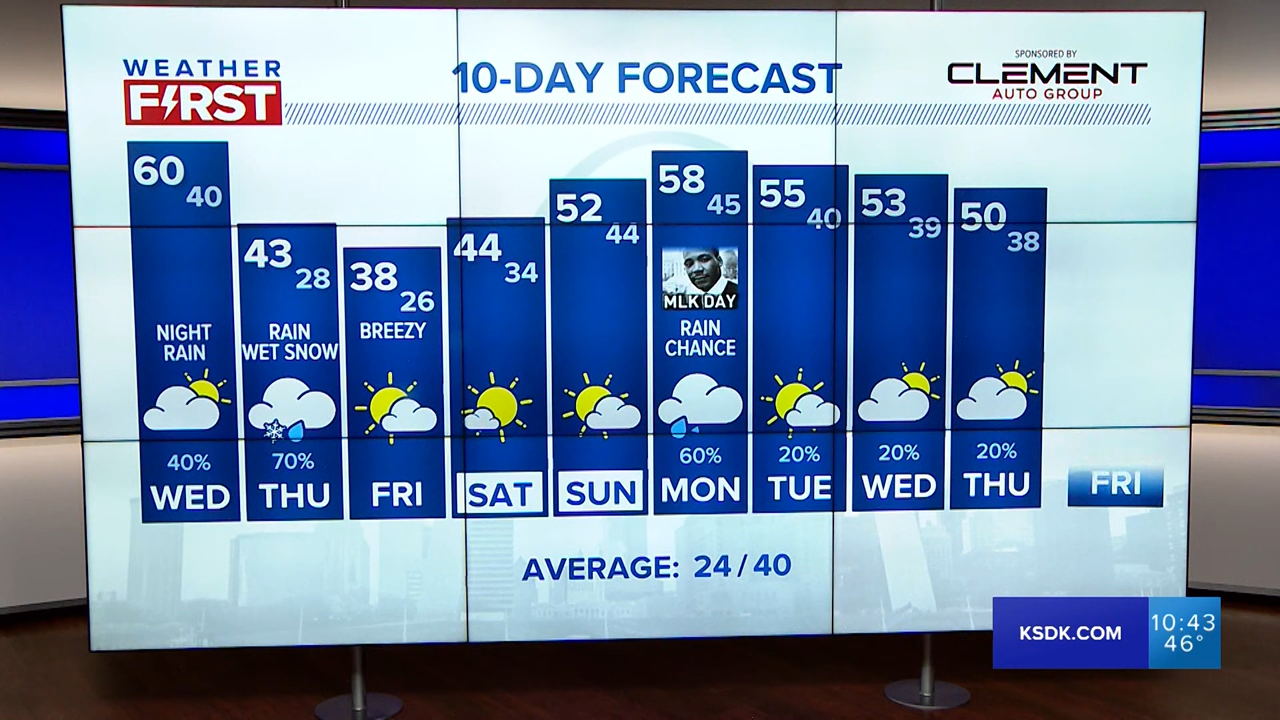 WEATHER
FIRST
10-DAY FORECAST
SPONSORED BY
CLEMENT
AUTO GROUP
60 40
NIGHT
RAIN
40%
WED
43 28
RAIN
WET SNOW
70%
THU
38 26
BREEZY
FRI
44 34
SAT
52 44
SUN
58 45
MLK DAY
RAIN
CHANCE
60%
MON
55 40
20%
TUE
53 39
20%
WED
50 38
20%
THU
FRI
AVERAGE: 24/40
KSDK.COM
10:43
46°